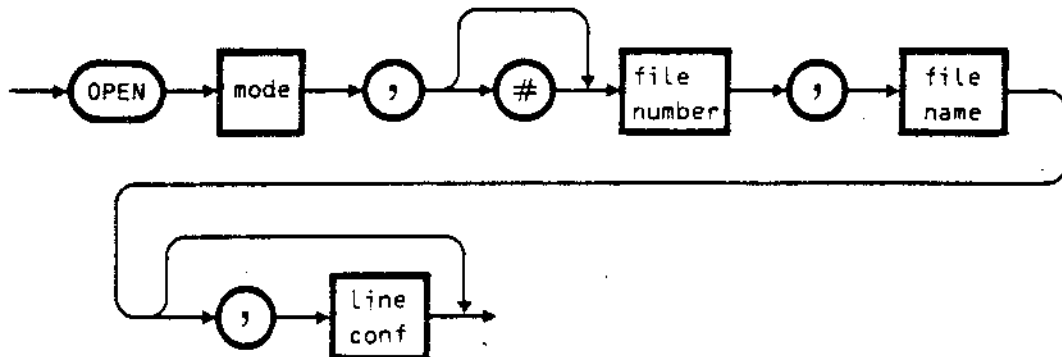 OPEN mode , # file number , file name
, line conf